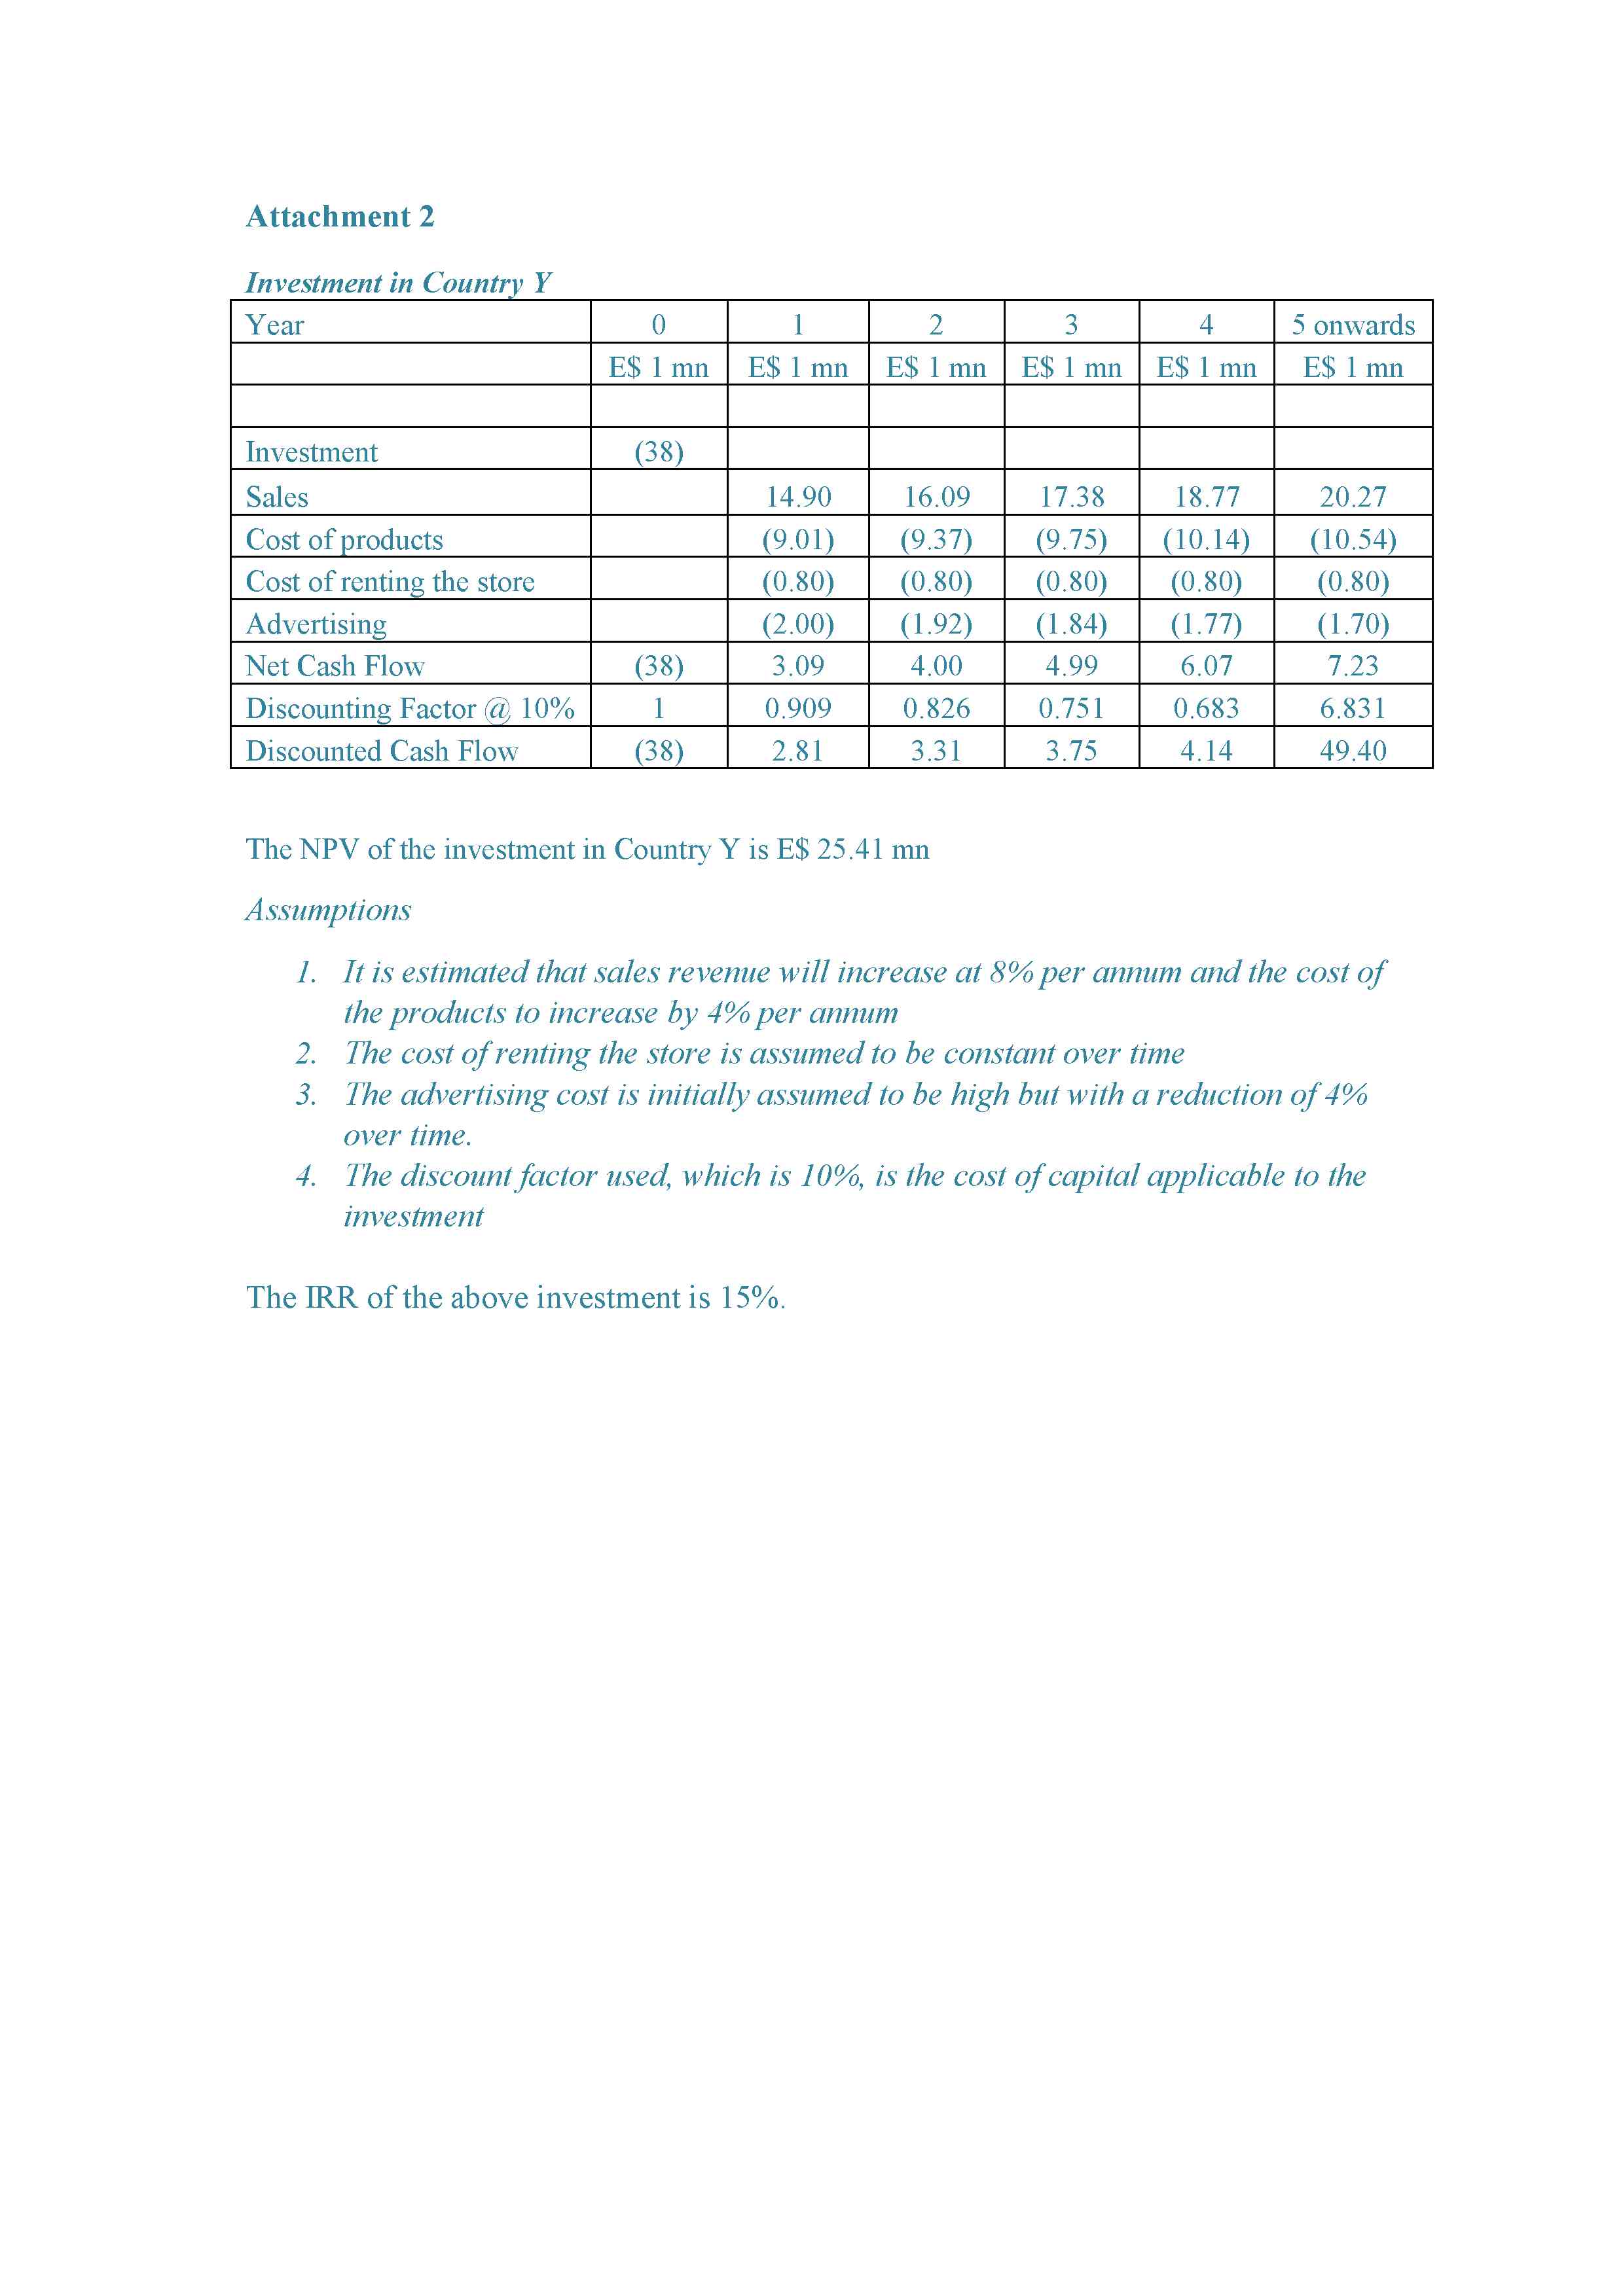 Attachment 2
Investment in Country Y
Year 0 1 2 3 4 5 onwards
E$ 1 mn E$ 1 mn E$ 1 mn E$ 1 mn E$ 1 mn E$ 1 mn
Investment (38)
Sales 14.90 16.09 17.38 18.77 20.27
Cost of products (9.01) (9.37) (9.75) (10.14) (10.54)
Cost of renting the store (0.80) (0.80) (0.80) (0.80) (0.80)
Advertising (2.00) (1.92) (1.84) (1.77) (1.70)
Net Cash Flow (38) 3.09 4.00 4.99 6.07 7.23
Discounting Factor @ 10% 1 0.909 0.826 0.751 0.683 6.831
Discounted Cash Flow (38) 2.81 3.31 3.75 4.14 49.40
The NPV of the investment in Country Y is E$ 25.41 mn
Assumptions
1. It is estimated that sales revenue will increase at 8% per annum and the cost of
the products to increase by 4% per annum
2. The cost of renting the store is assumed to be constant over time
3. The advertising cost is initially assumed to be high but with a reduction of 4%
over time.
4. The discount factor used, which is 10%, is the cost of capital applicable to the
investment
The IRR of the above investment is 15%.